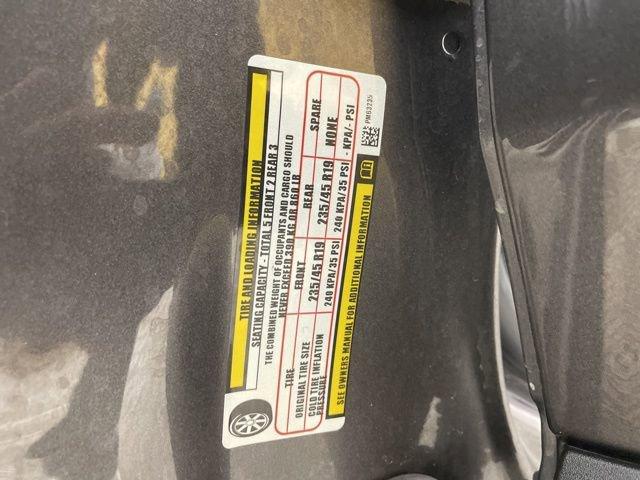 TIRE AND LOADING INFORMATION
SEATING CAPACITY - TOTAL 5 FRONT 2 REAR 3
THE COMBINED WEIGHT OF OCCUPANTS AND CARGO SHOULD
NEVER EXCEED 390 KG OR 860 LB
TIRE FRONT REAR SPARE
ORIGINAL TIRE SIZE 235/45 R19 235/45 R19 NONE
COLD TIRE INFLATION
PRESSURE 240 KPA/35 PSI 240 KPA/35 PSI - KPA/- PSI
SEE OWNERS MANUAL FOR ADDITIONAL INFORMATION
PM63235